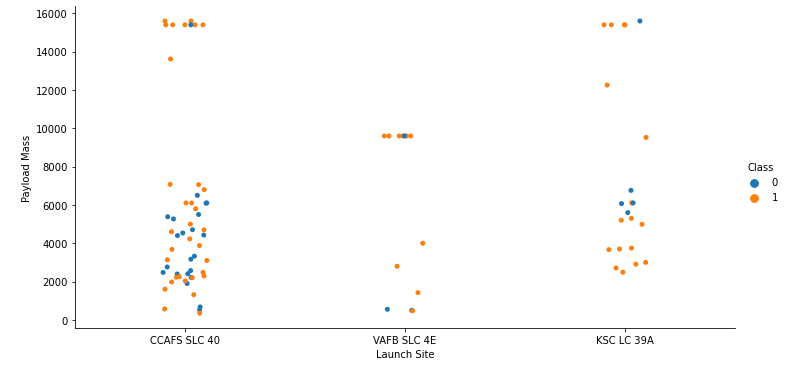 16000
14000
12000
10000
8000
6000
4000
2000
0
Payload Mass
CCAFS SLC 40
VAFB SLC 4E
KSC LC 39A
Launch Site
Class
0
1